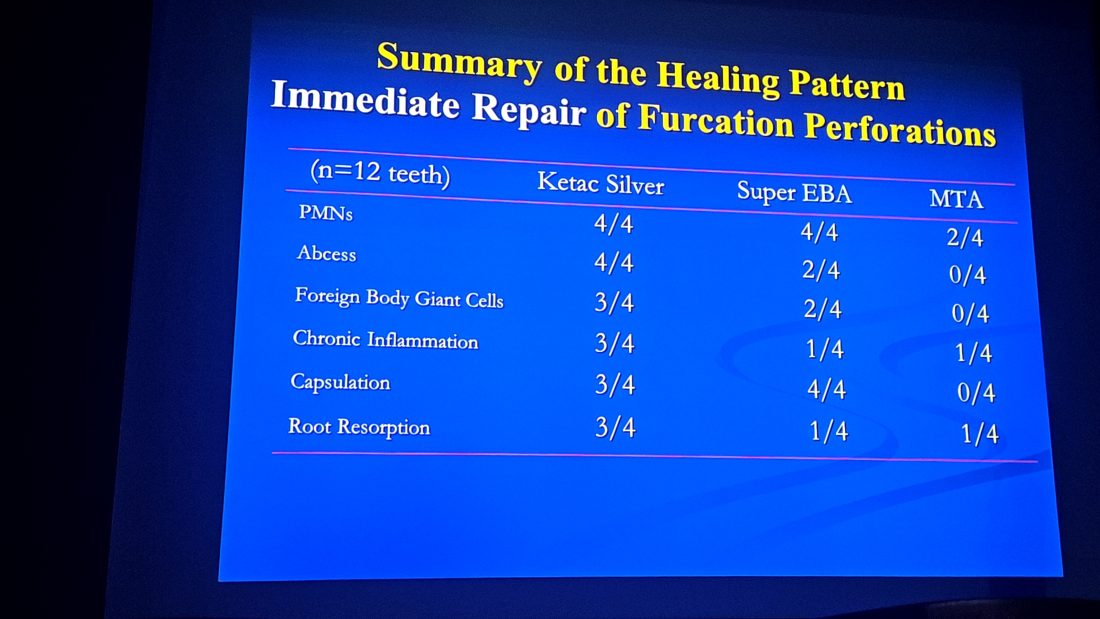 Summary of the Healing Pattern
Immediate Repair of Furcation Perforations
(n=12 teeth) Ketac Silver Super EBA MTA
PMNs 4/4 4/4 2/4
Abcess 4/4 2/4 0/4
Foreign Body Giant Cells 3/4 2/4 0/4
Chronic Inflammation 3/4 1/4 1/4
Capsulation 3/4 4/4 0/4
Root Resorption 3/4 1/4 1/4